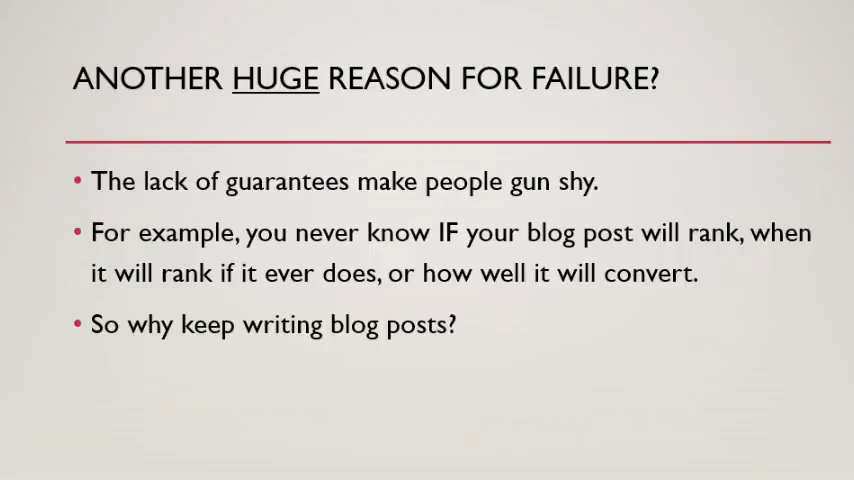 ANOTHER HUGE REASON FOR FAILURE?
• The lack of guarantees make people gun shy.
• For example, you never know IF your blog post will rank, when
it will rank if it ever does, or how well it will convert.
• So why keep writing blog posts?